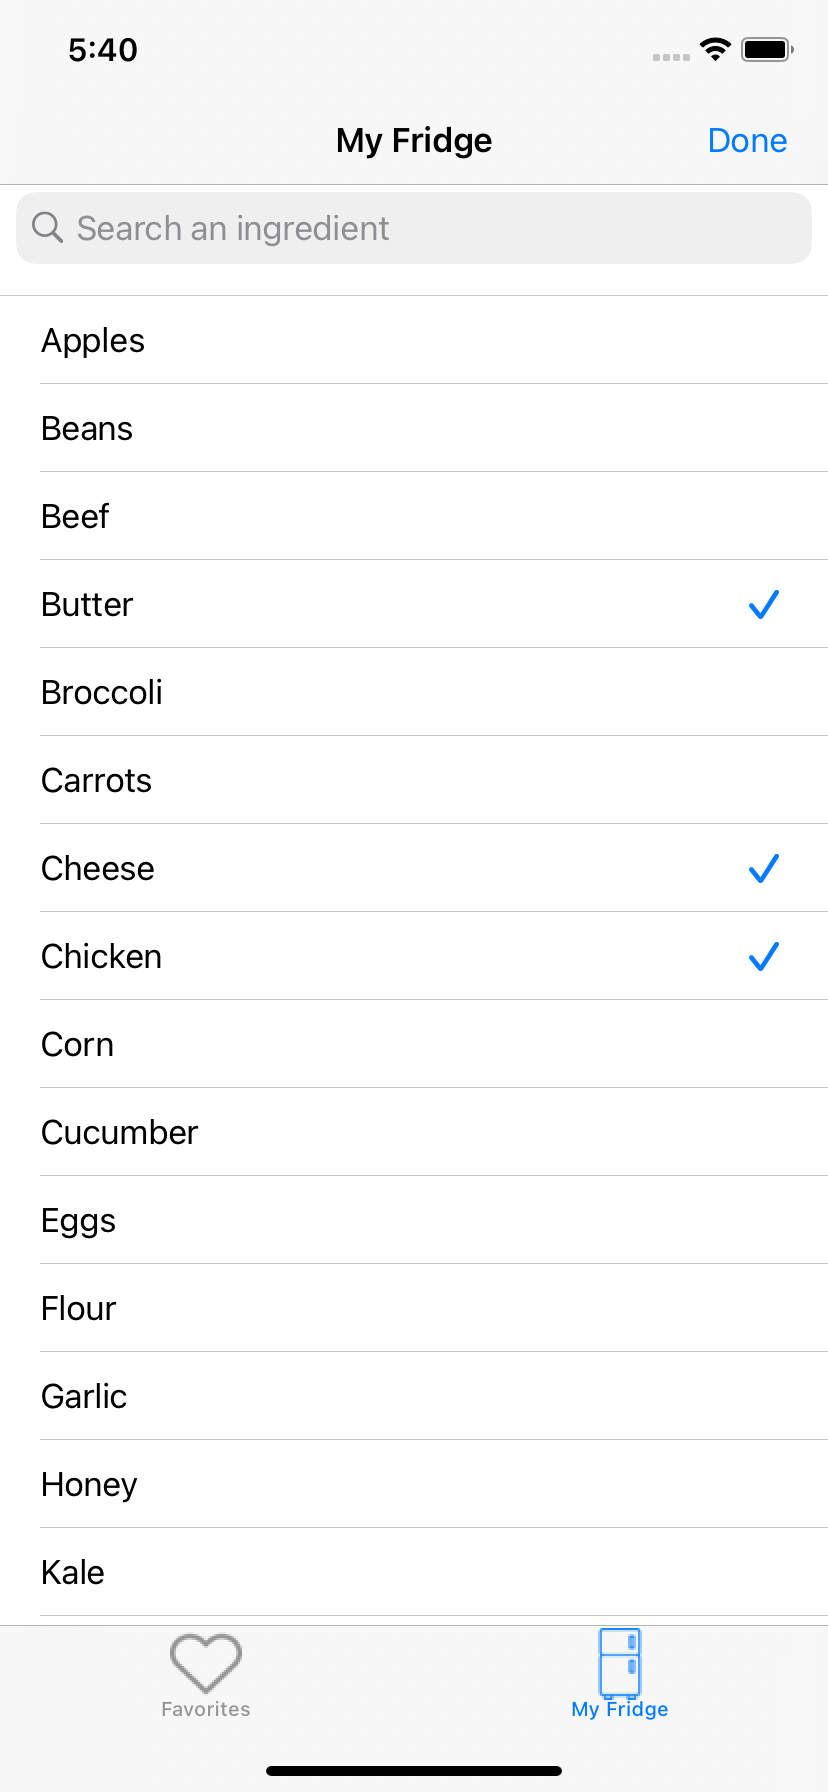 5:40
My Fridge
Done
Search an ingredient
Apples
Beans
Beef
Butter
Broccoli
Carrots
Cheese
Chicken
Corn
Cucumber
Eggs
Flour
Garlic
Honey
Kale
Favorites
My Fridge